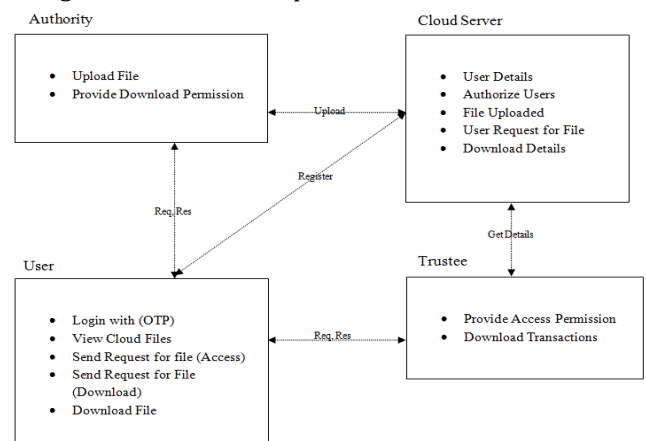 Authority
Cloud Server
• Upload File
• Provide Download Permission
• User Details
• Authorize Users
• File Uploaded
• User Request for File
• Download Details
Upload
Register
Req, Res
Get Details
User
Trustee
• Login with (OTP)
• View Cloud Files
• Send Request for file (Access)
• Send Request for File
(Download)
• Download File
Req, Res
• Provide Access Permission
• Download Transactions